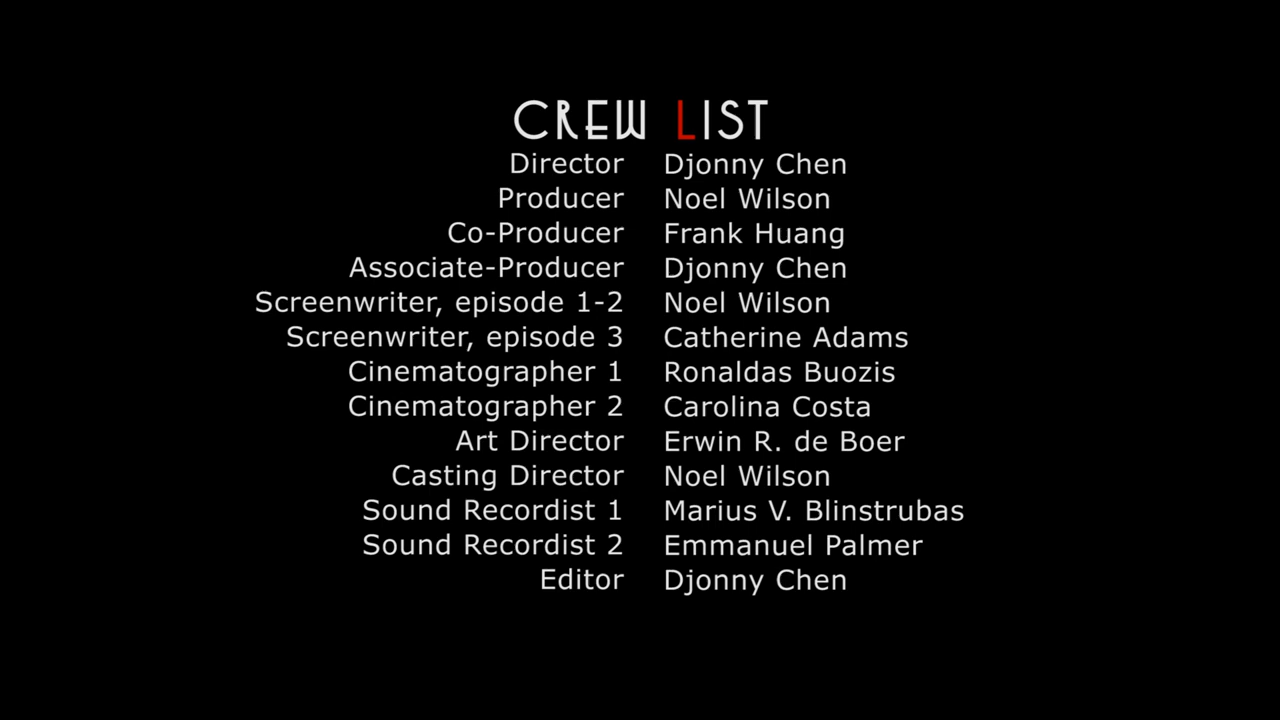 CREW LIST
Director Djonny Chen
Producer Noel Wilson
Co-Producer Frank Huang
Associate-Producer Djonny Chen
Screenwriter, episode 1-2 Noel Wilson
Screenwriter, episode 3 Catherine Adams
Cinematographer 1 Ronaldas Buozis
Cinematographer 2 Carolina Costa
Art Director Erwin R. de Boer
Casting Director Noel Wilson
Sound Recordist 1 Marius V. Blinstrubas
Sound Recordist 2 Emmanuel Palmer
Editor Djonny Chen